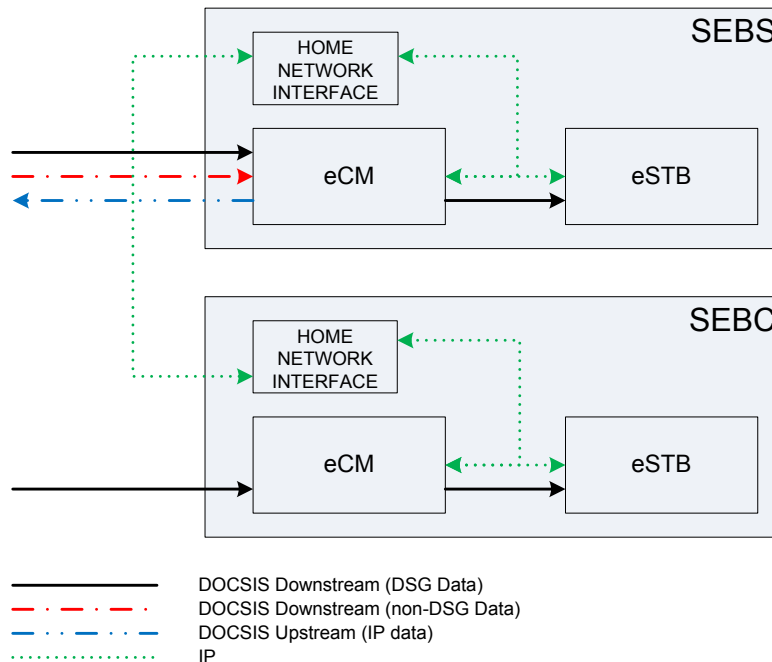 SEBS
HOME
NETWORK
INTERFACE
eCM
eSTB
SEBC
HOME
NETWORK
INTERFACE
eCM
eSTB
DOCSIS Downstream (DSG Data)
DOCSIS Downstream (non-DSG Data)
DOCSIS Upstream (IP data)
IP